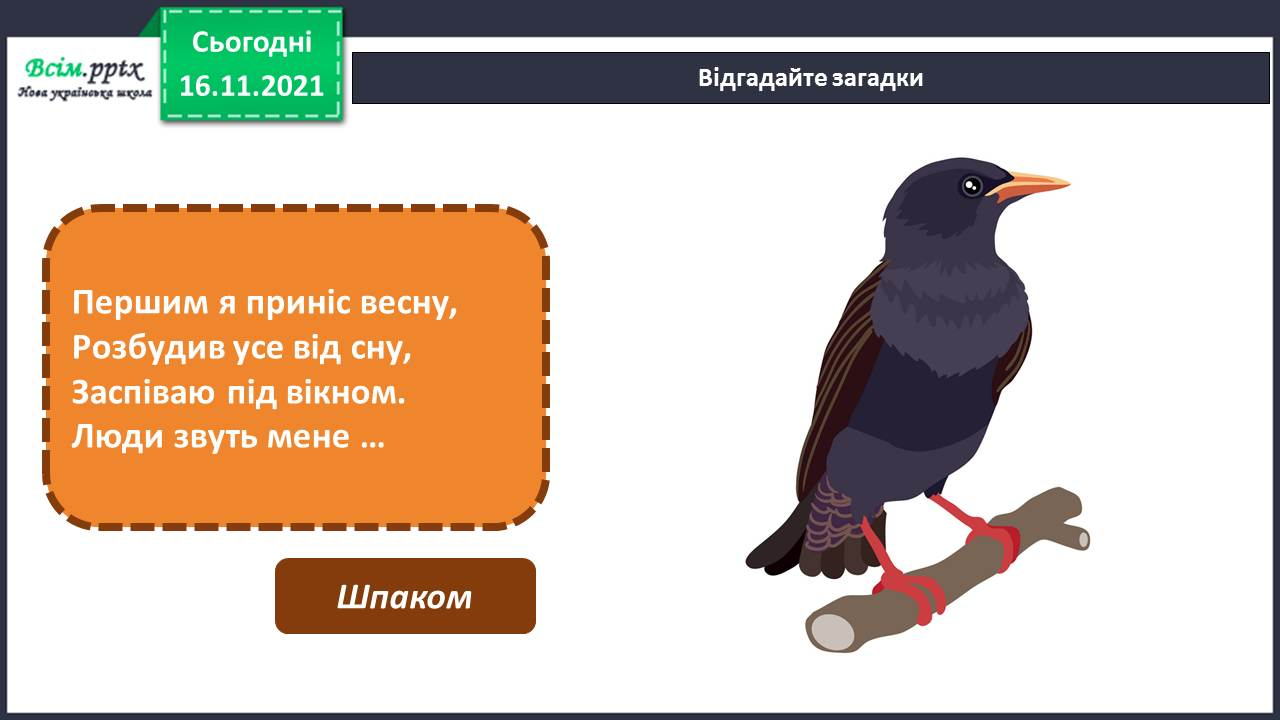 Всім.pptx
Нова українська школа
Сьогодні
16.11.2021
Відгадайте загадки
Першим я приніс весну,
Розбудив усе від сну,
Заспіваю під вікном.
Люди звуть мене …
Шпаком